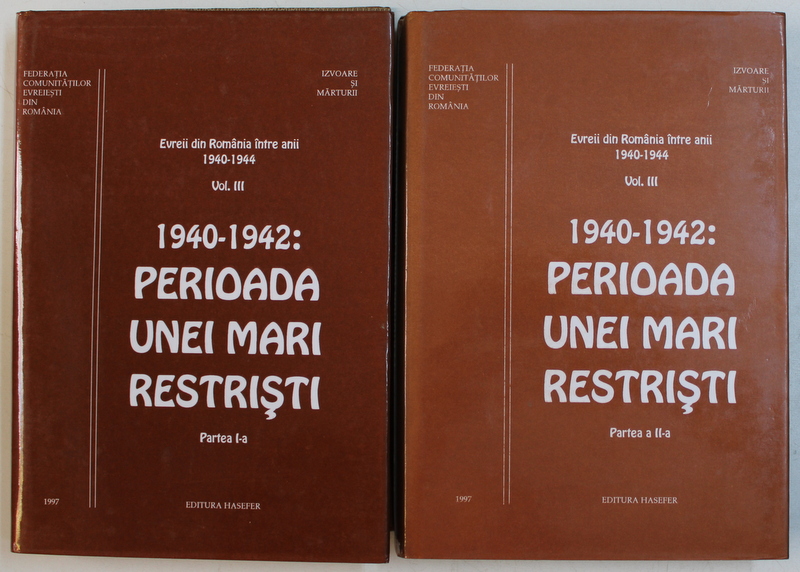 FEDERAȚIA
COMUNITĂȚILOR
EVREIEȘTI
DIN
ROMÂNIA
IZVOARE
ȘI
MĂRTURII
Evreii din România între anii
1940-1944
Vol. III
1940-1942:
PERIOADA
UNEI MARI
RESTRIȘTI
Partea I-a
1997
EDITURA HASEFER
FEDERAȚIA
COMUNITĂȚILOR
EVREIEȘTI
DIN
ROMÂNIA
IZVOARE
ȘI
MĂRTURII
Evreii din România între anii
1940-1944
Vol. III
1940-1942:
PERIOADA
UNEI MARI
RESTRIȘTI
Partea a II-a
1997
EDITURA HASEFER